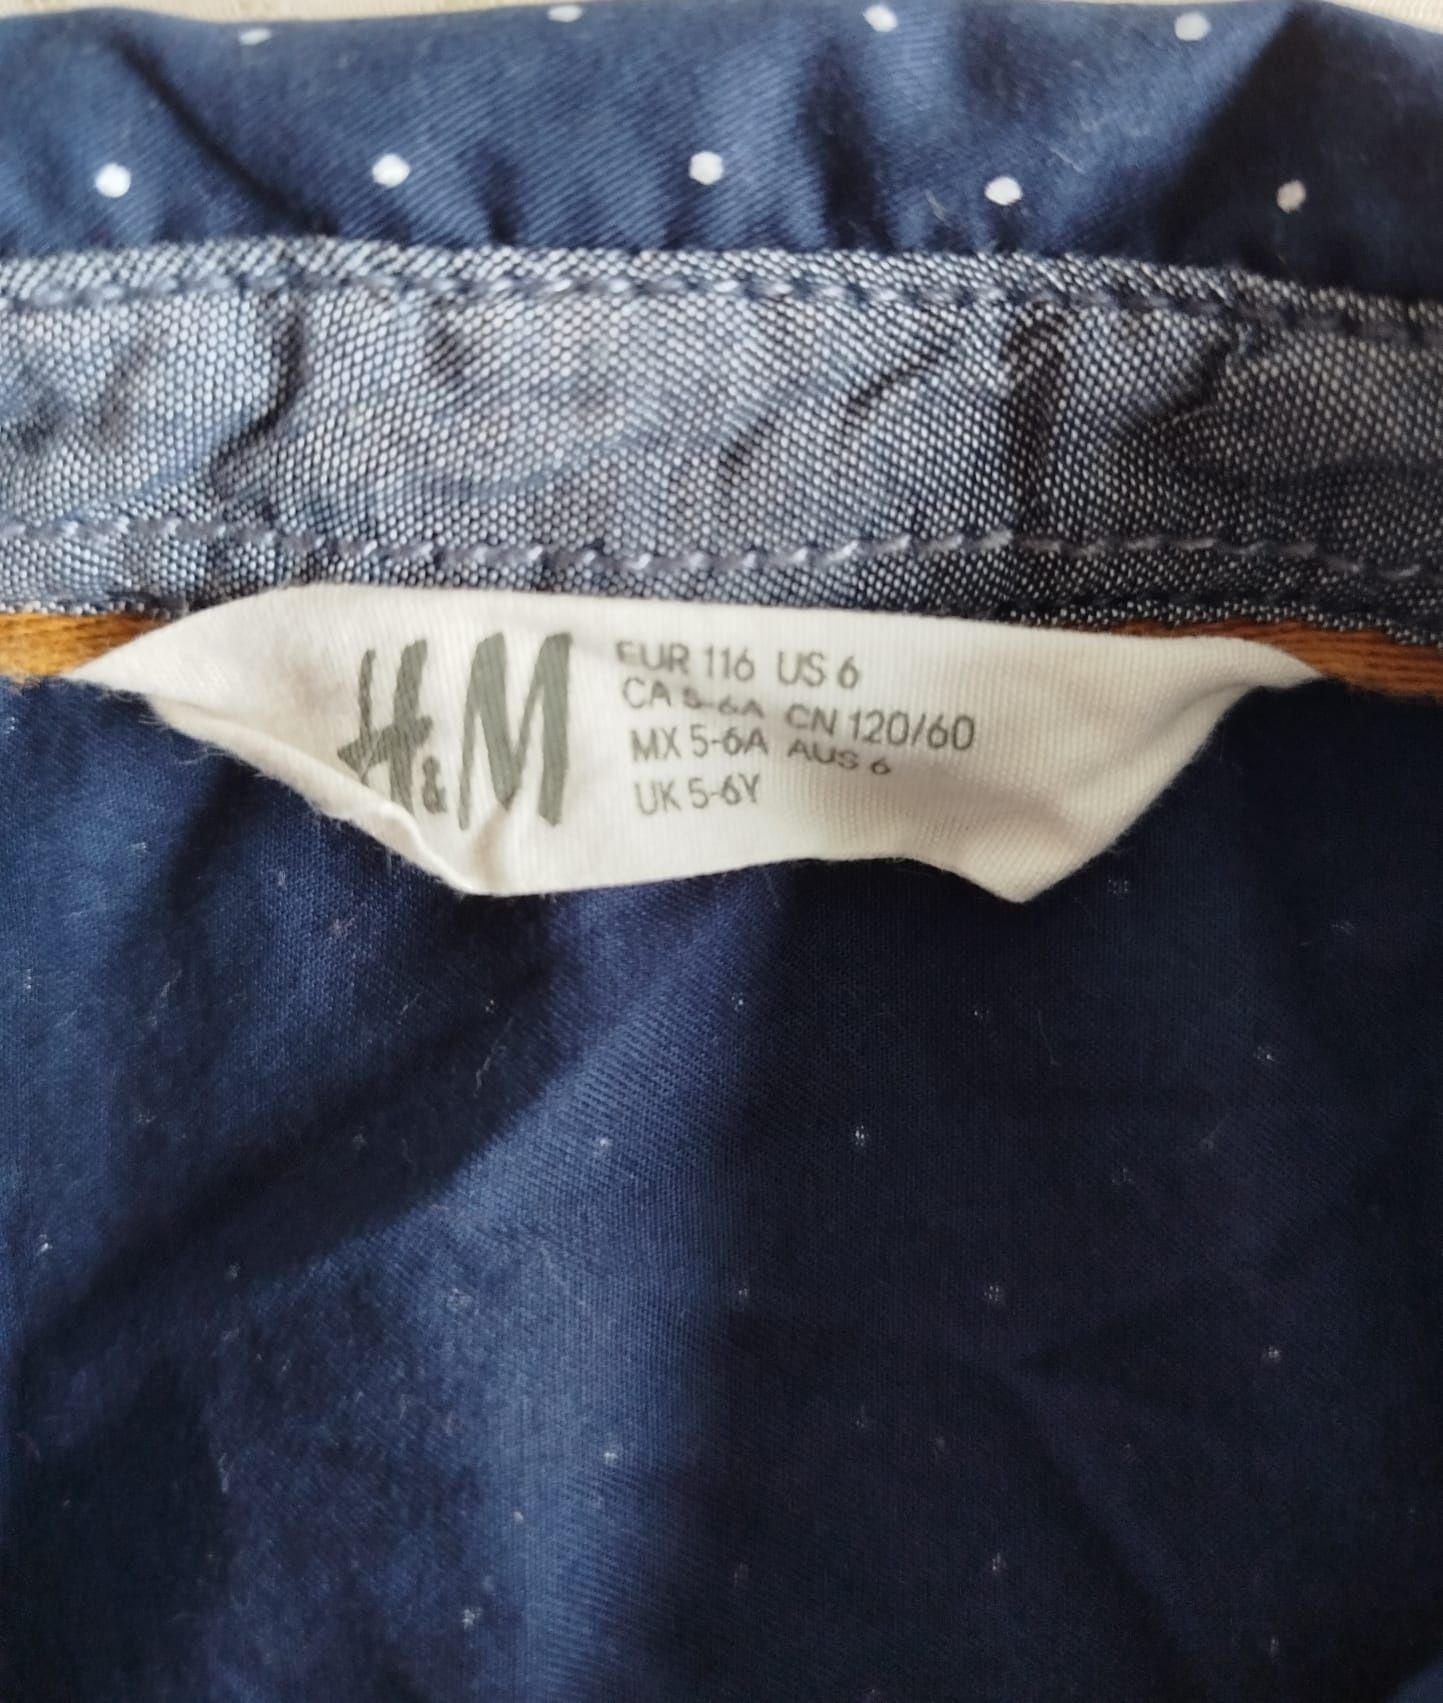 H&M
EUR 116 US 6
CA 5-6A CN 120/60
MX 5-6A AUS 6
UK 5-6Y